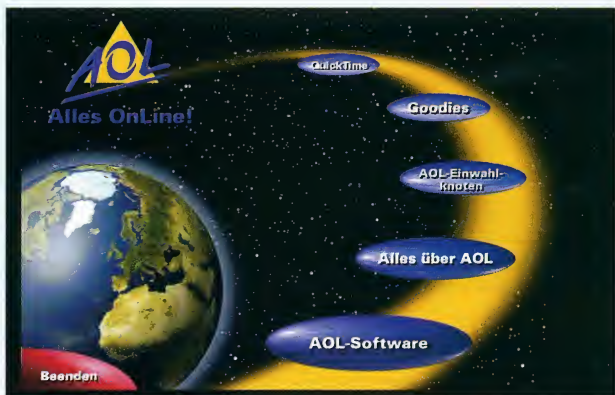 AOL
Alles OnLine!
QuickTime
Goodies
AOL-Einwahl-
knoten
Alles über AOL
AOL-Software
Beenden